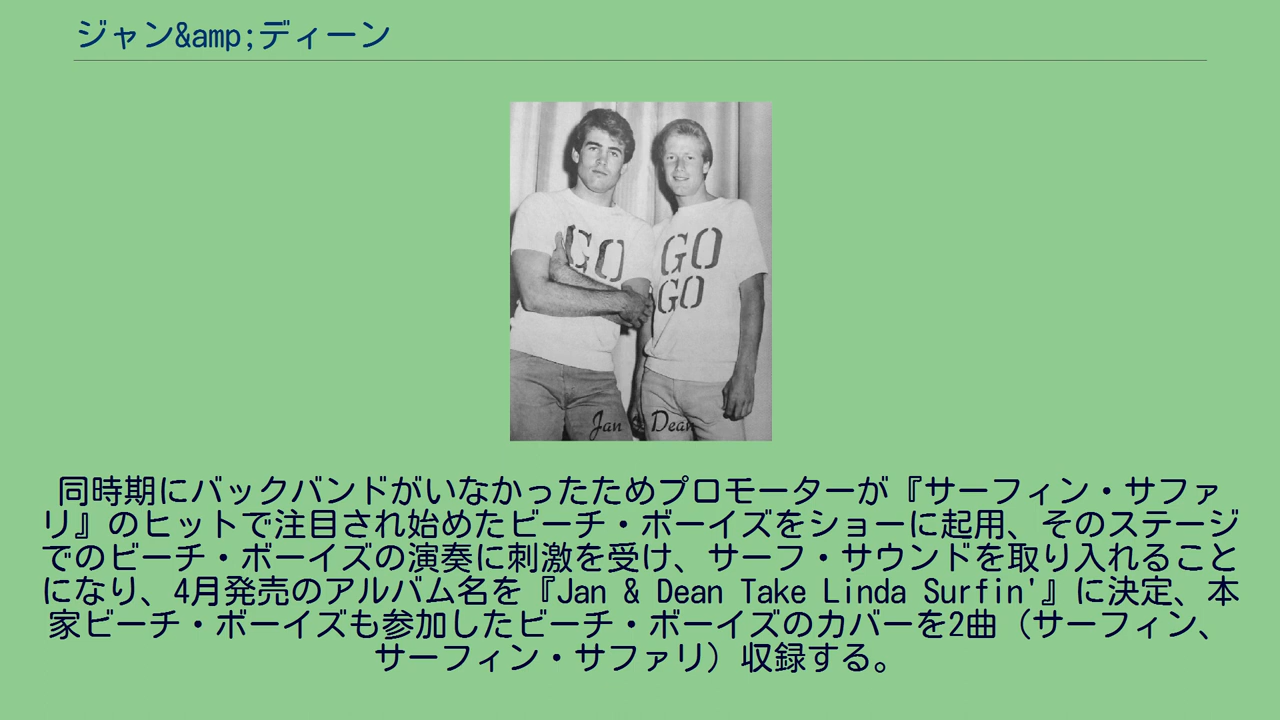 ジャン&amp;ディーン
GO
GO
GO
Jan & Dean
同時期にバックバンドがいなかったためプロモーターが『サーフィン・サファ
リ』のヒットで注目され始めたビーチ・ボーイズをショーに起用、そのステージ
でのビーチ・ボーイズの演奏に刺激を受け、サーフ・サウンドを取り入れること
になり、4月発売のアルバム名を『Jan & Dean Take Linda Surfin'』に決定、本
家ビーチ・ボーイズも参加したビーチ・ボーイズのカバーを2曲（サーフィン、
サーフィン・サファリ）収録する。